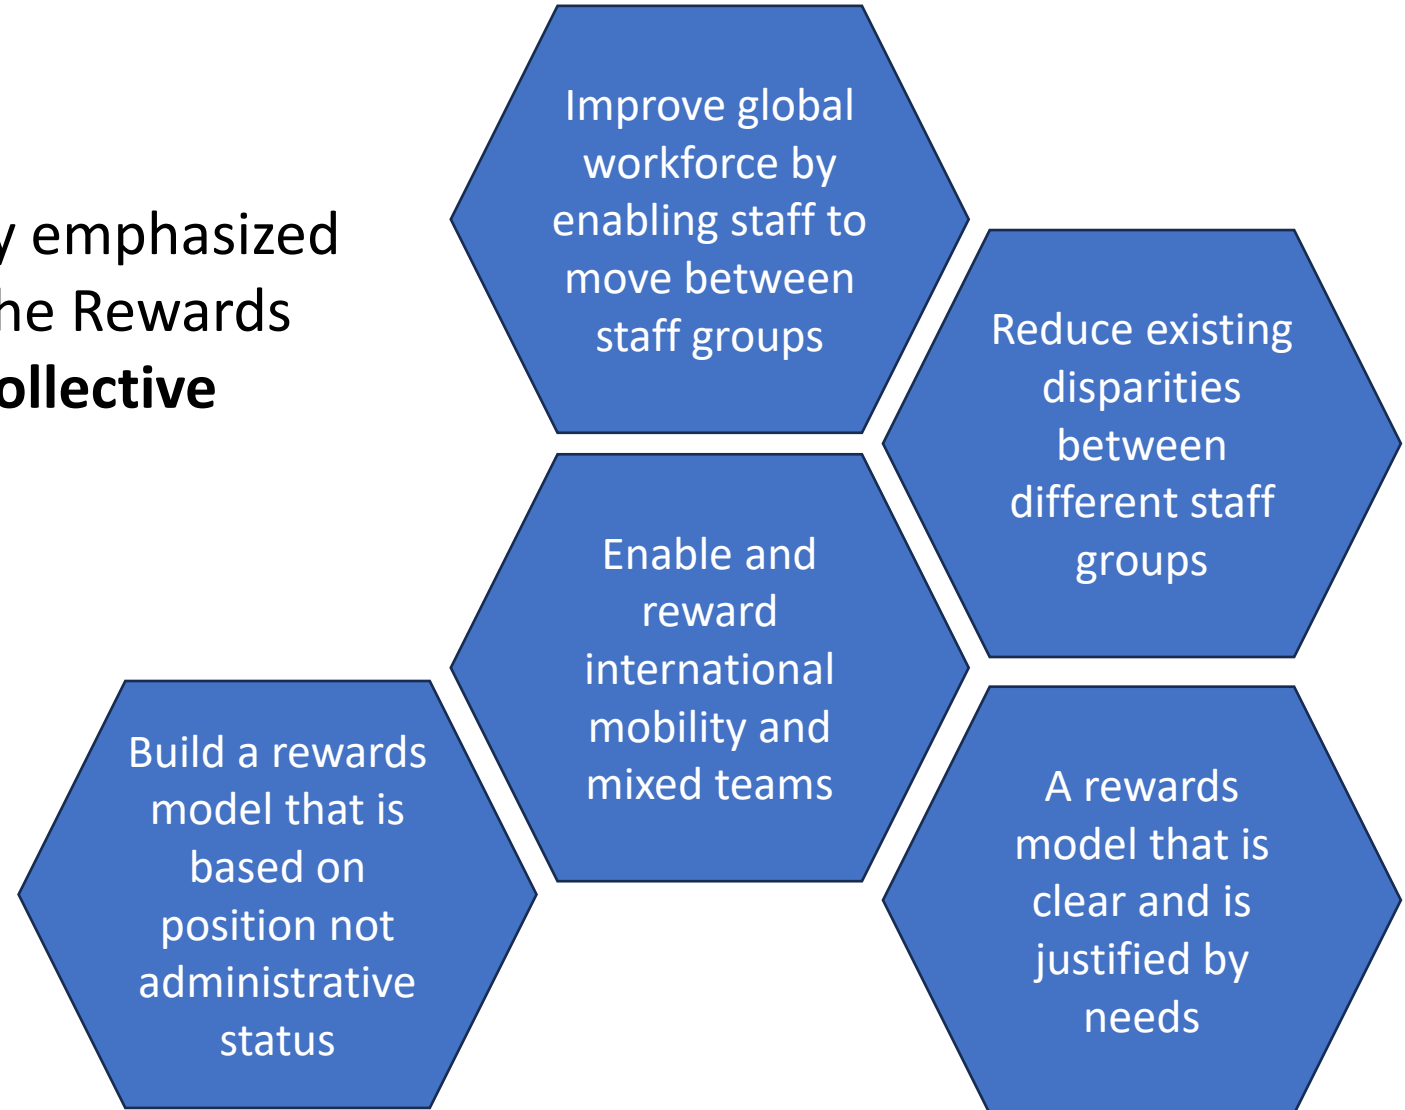 y emphasized
he Rewards
ollective
Improve global
workforce by
enabling staff to
move between
staff groups
Reduce existing
disparities
between
different staff
groups
Enable and
reward
international
mobility and
mixed teams
Build a rewards
model that is
based on
position not
administrative
status
A rewards
model that is
clear and is
justified by
needs